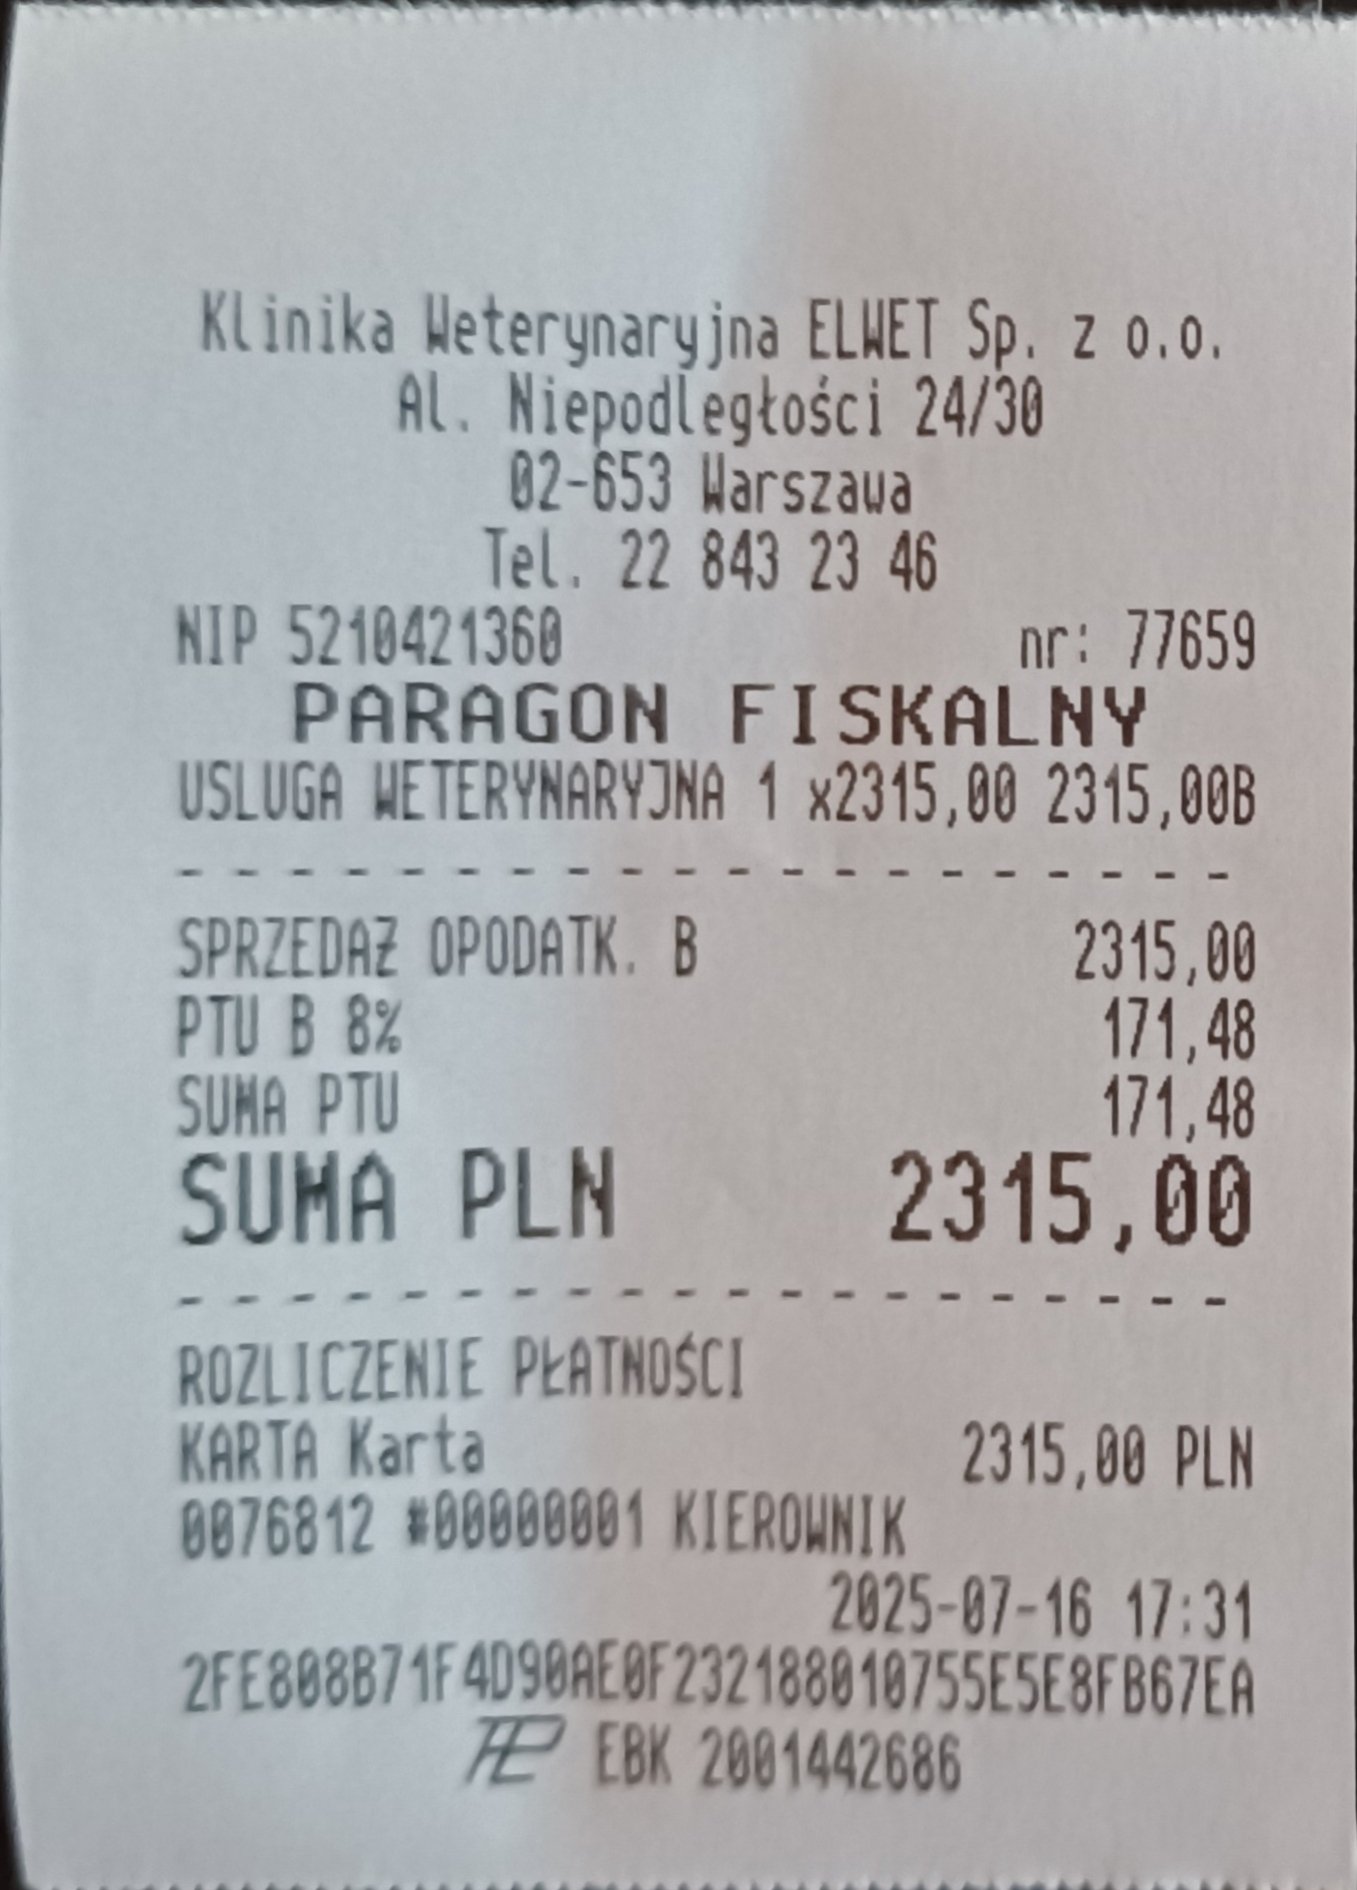 Klinika Weterynaryjna ELWET Sp. z o.o.
Al. Niepodległości 24/30
02-653 Warszawa
Tel. 22 843 23 46
NIP 5210421360 nr: 77659
PARAGON FISKALNY
USLUGA WETERYNARYJNA 1 x2315,00 2315,00B
- - - - - - - - - - - - - - - - - - - -
SPRZEDAŻ OPODATK. B 2315,00
PTU B 8% 171,48
SUMA PTU 171,48
SUMA PLN 2315,00
- - - - - - - - - - - - - - - - - - - -
ROZLICZENIE PŁATNOŚCI
KARTA Karta 2315,00 PLN
0076812 #00000001 KIEROWNIK
2025-07-16 17:31
2FE808B71F4D90AE0F232188010755E5E8FB67EA
EBK 2001442686